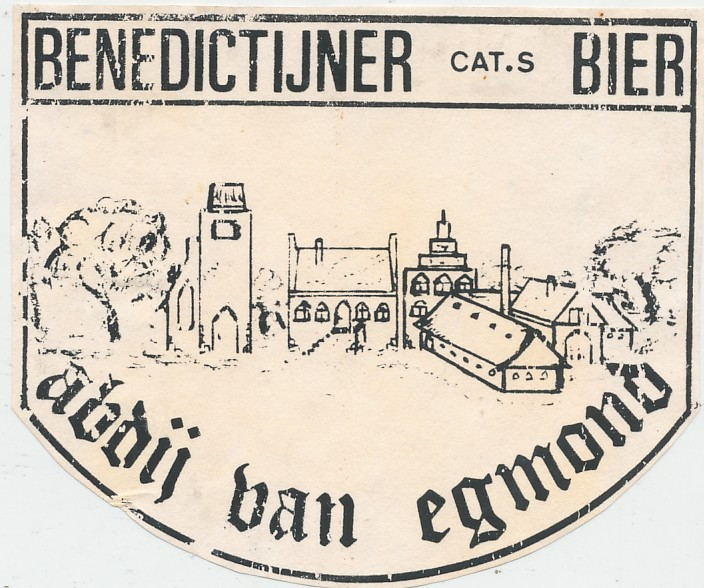 BENEDICTIJNER CAT.S BIER
abdij van egmond